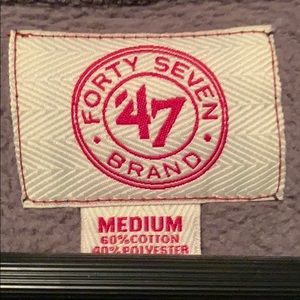 FORTY SEVEN
'47
BRAND
MEDIUM
60%COTTON
40%POLYESTER